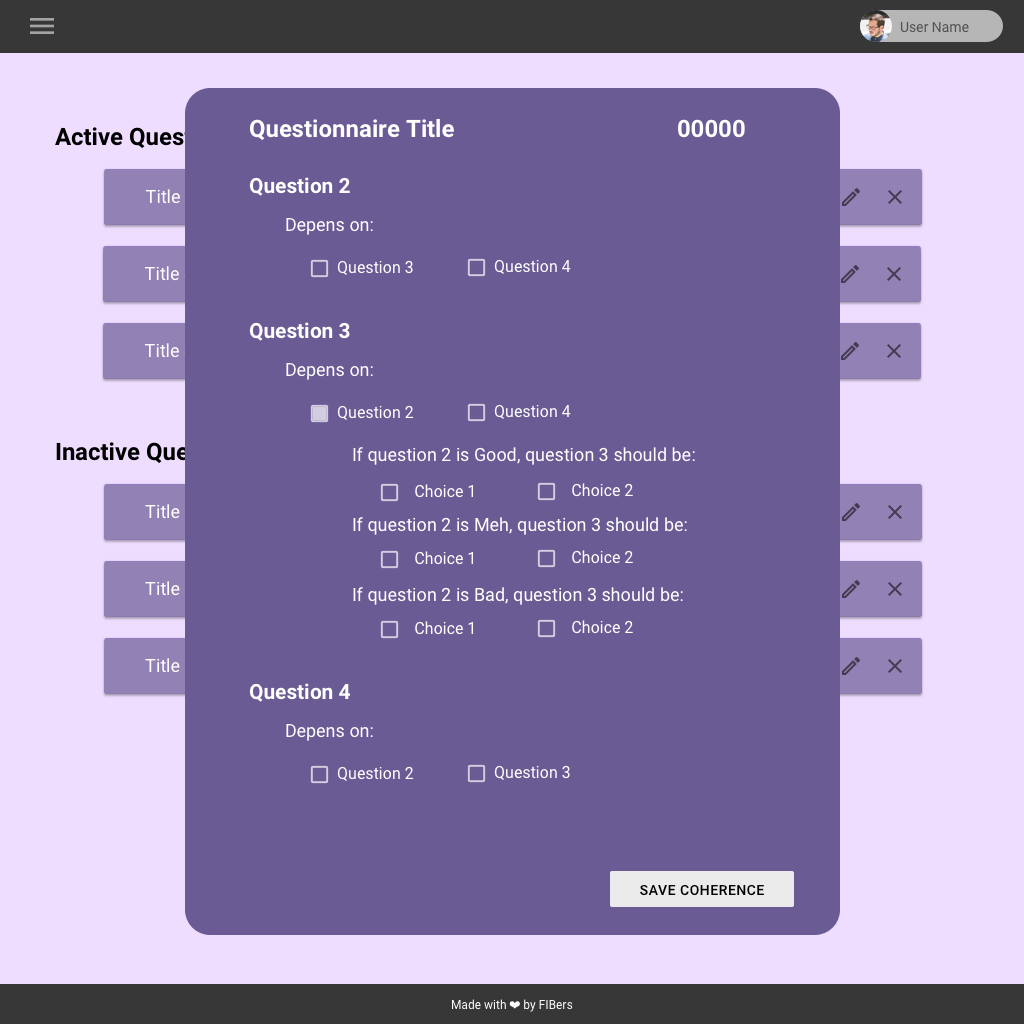 User Name
Active Ques
Questionnaire Title 00000
Title
Title
Title
Question 2
Depens on:
Question 3 Question 4
Question 3
Depens on:
Question 2 Question 4
If question 2 is Good, question 3 should be:
Choice 1 Choice 2
If question 2 is Meh, question 3 should be:
Choice 1 Choice 2
If question 2 is Bad, question 3 should be:
Choice 1 Choice 2
Inactive Que
Title
Title
Title
Question 4
Depens on:
Question 2 Question 3
SAVE COHERENCE
Made with ❤ by FIBers